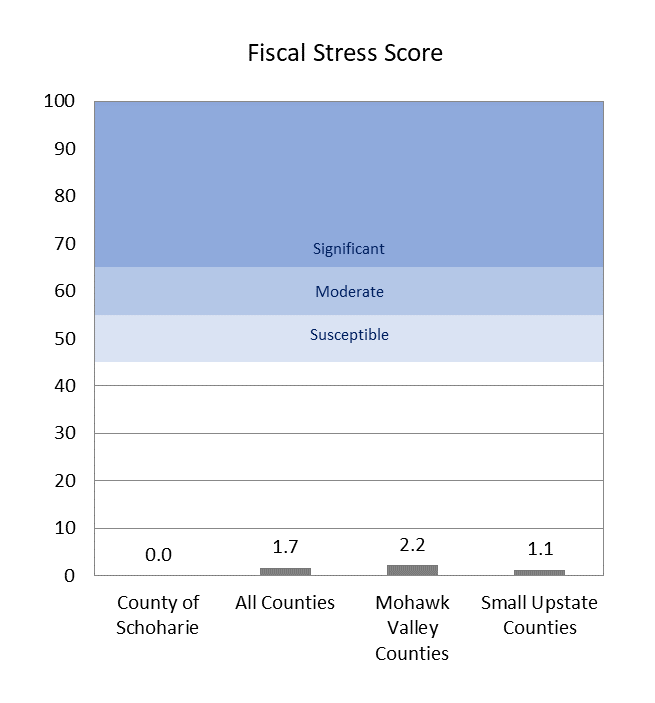 Fiscal Stress Score
100
90
80
70
60
50
40
30
20
10
0
Significant
Moderate
Susceptible
0.0
1.7
2.2
1.1
County of
Schoharie
All Counties
Mohawk
Valley
Counties
Small Upstate
Counties